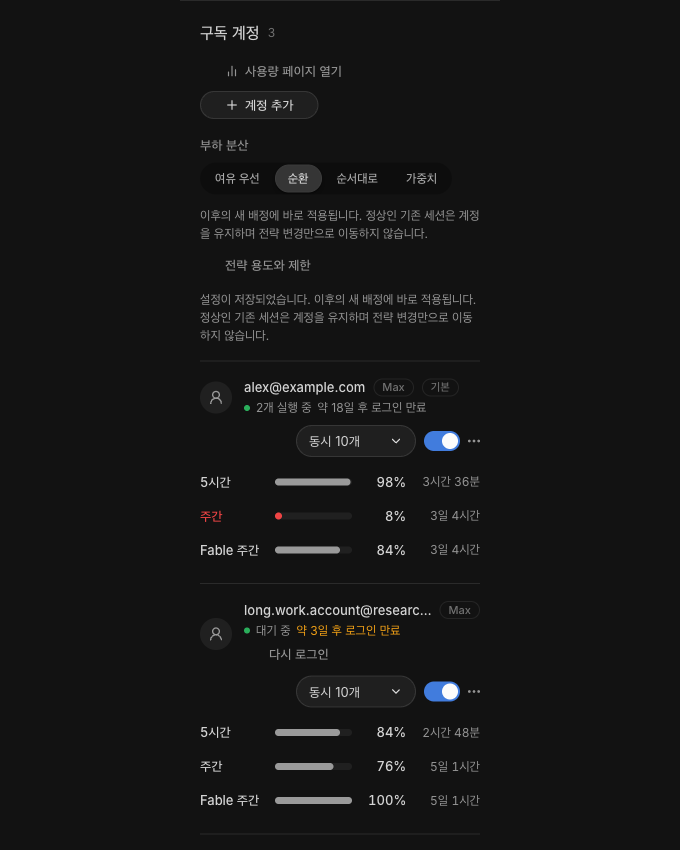 구독 계정 3
사용량 페이지 열기
+ 계정 추가
부하 분산
여유 우선 순환 순서대로 가중치
이후의 새 배정에 바로 적용됩니다. 정상인 기존 세션은 계정
을 유지하며 전략 변경만으로 이동하지 않습니다.
전략 용도와 제한
설정이 저장되었습니다. 이후의 새 배정에 바로 적용됩니다.
정상인 기존 세션은 계정을 유지하며 전략 변경만으로 이동
하지 않습니다.
alex@example.com Max 기본
2개 실행 중 약 18일 후 로그인 만료
동시 10개
5시간 98% 3시간 36분
주간 8% 3일 4시간
Fable 주간 84% 3일 4시간
long.work.account@researc... Max
대기 중 약 3일 후 로그인 만료
다시 로그인
동시 10개
5시간 84% 2시간 48분
주간 76% 5일 1시간
Fable 주간 100% 5일 1시간